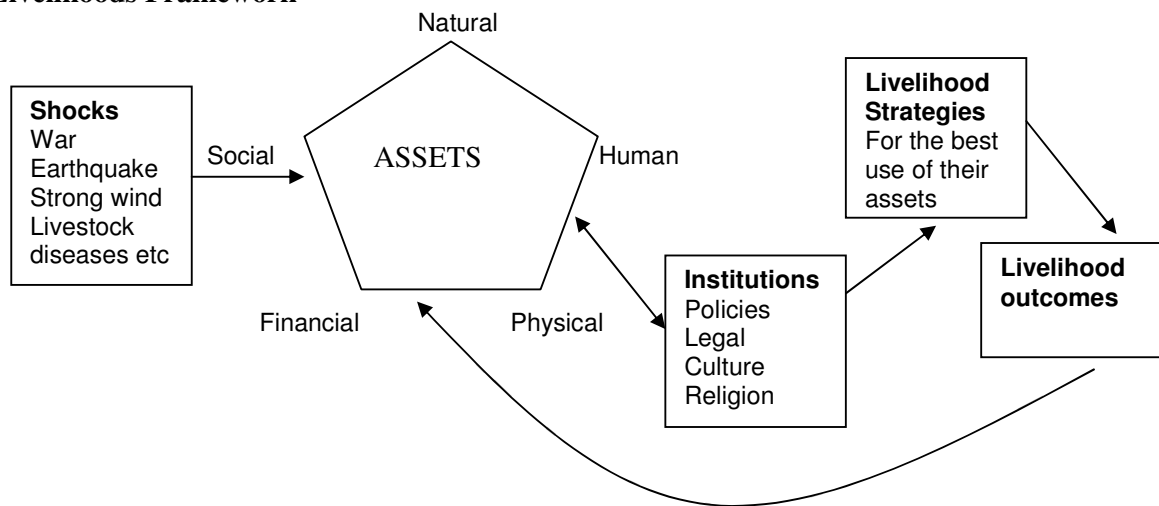 Livelihoods Framework
Natural
Shocks
War
Earthquake
Strong wind
Livestock
diseases etc
Social
ASSETS
Human
Financial
Physical
Institutions
Policies
Legal
Culture
Religion
Livelihood
Strategies
For the best
use of their
assets
Livelihood
outcomes